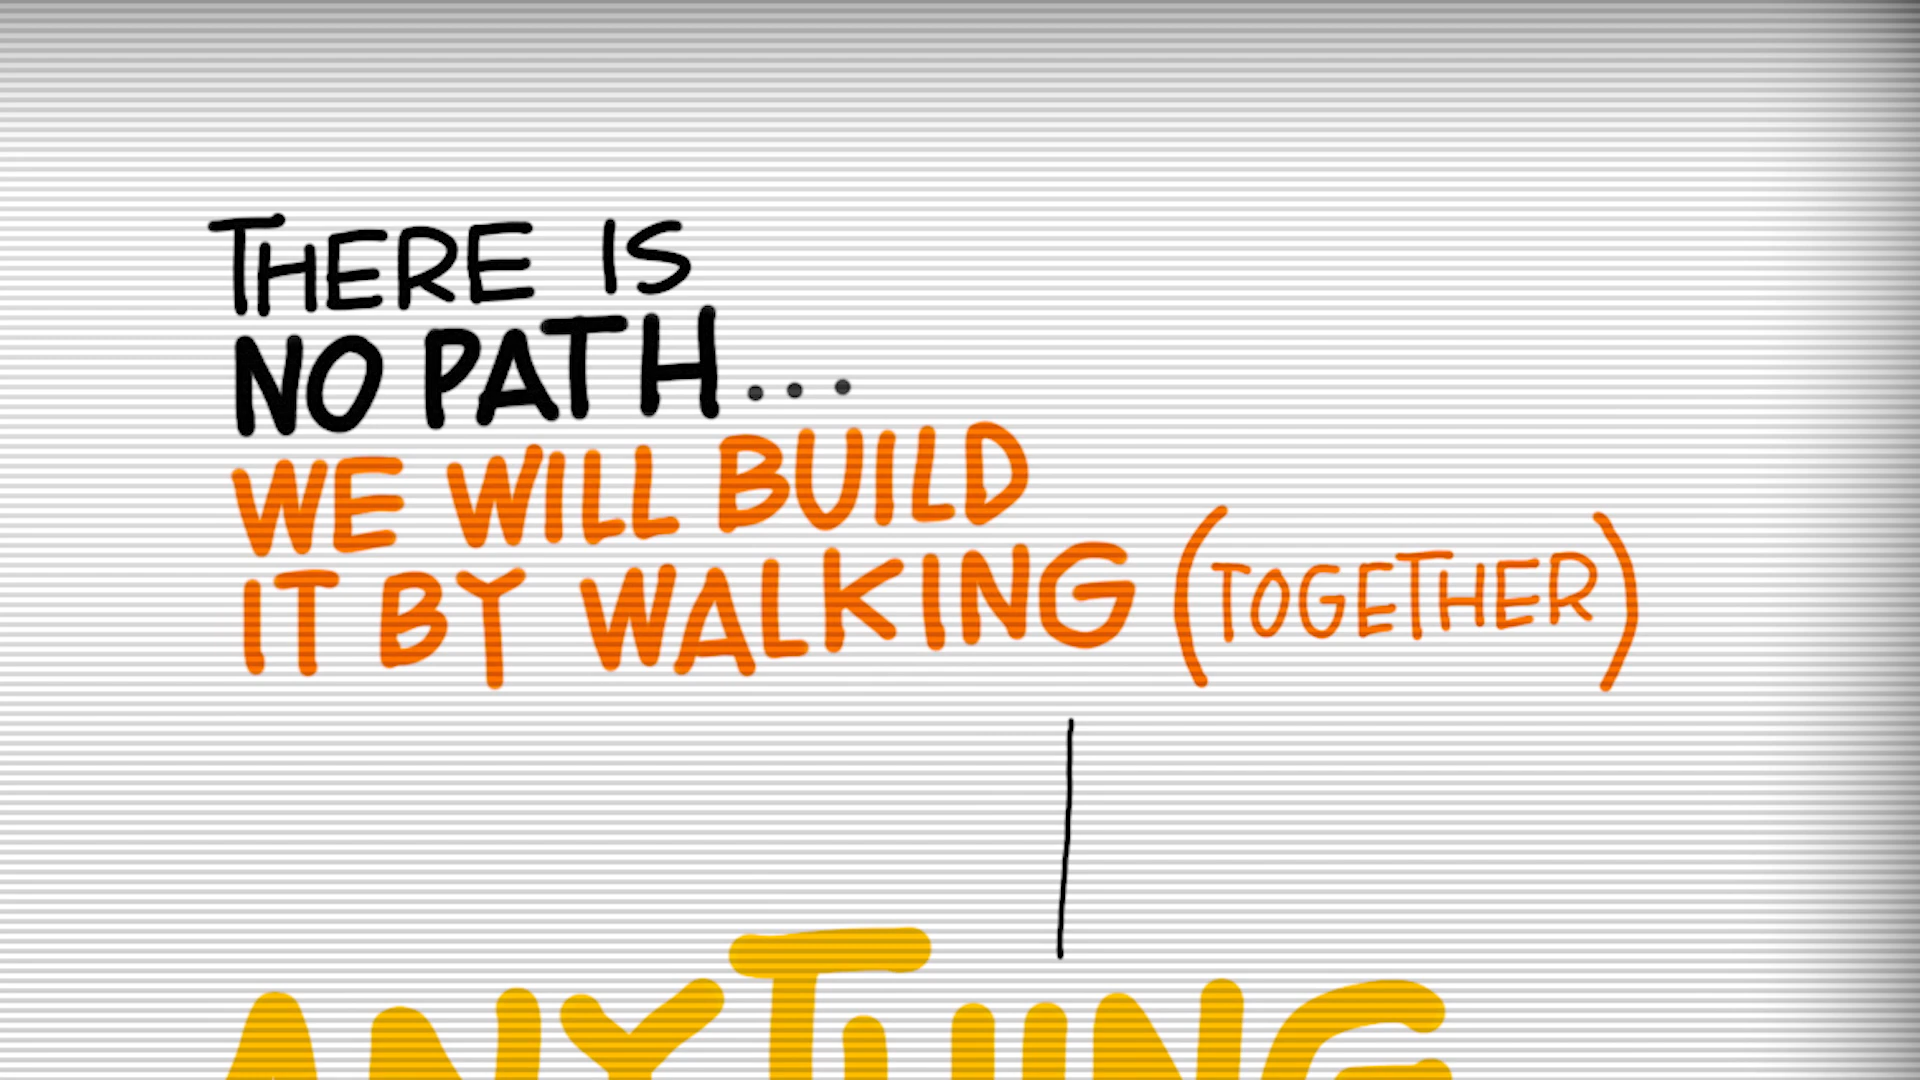 THERE IS
NO PATH...
WE WILL BUILD
IT BY WALKING (TOGETHER)
ANYTHING